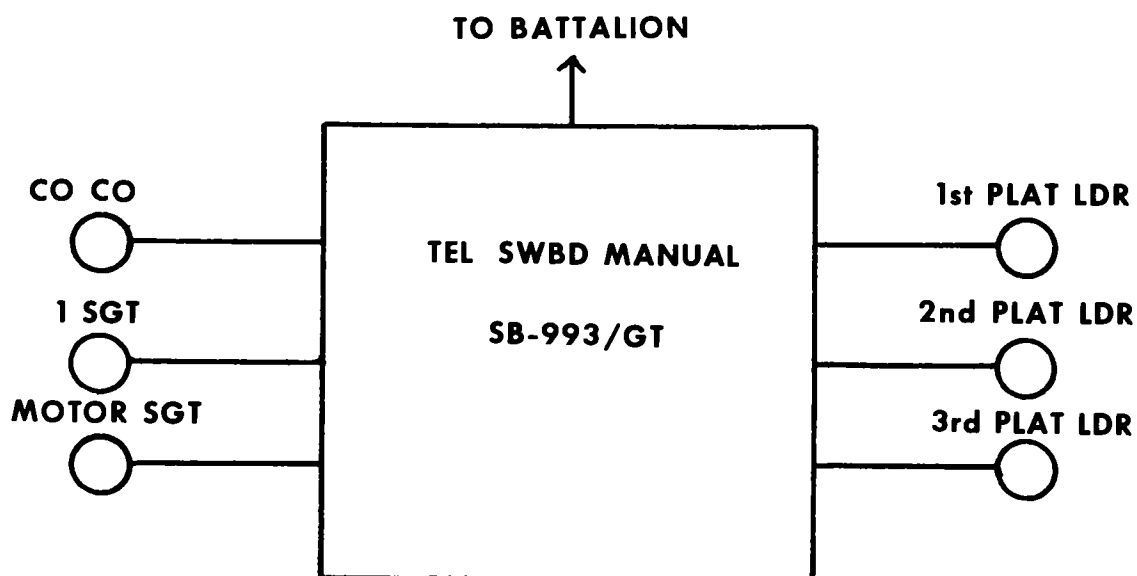 TO BATTALION
CO CO
1 SGT
MOTOR SGT
TEL SWBD MANUAL
SB-993/GT
1st PLAT LDR
2nd PLAT LDR
3rd PLAT LDR